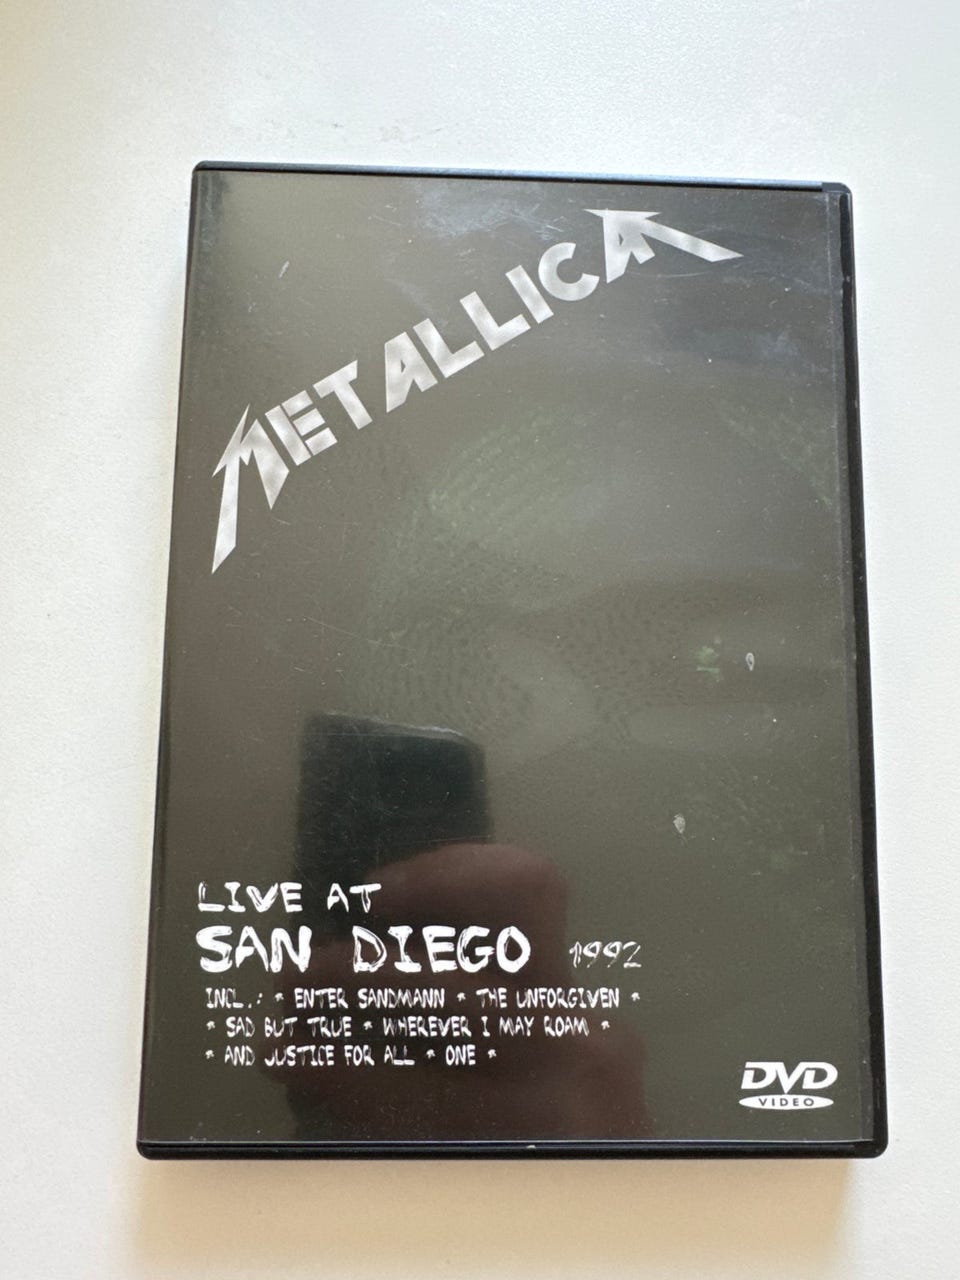 METALLICA
LIVE AT
SAN DIEGO 1992
INCL.: * ENTER SANDMANN * THE UNFORGIVEN *
* SAD BUT TRUE * WHEREVER I MAY ROAM *
* AND JUSTICE FOR ALL * ONE *
DVD
VIDEO